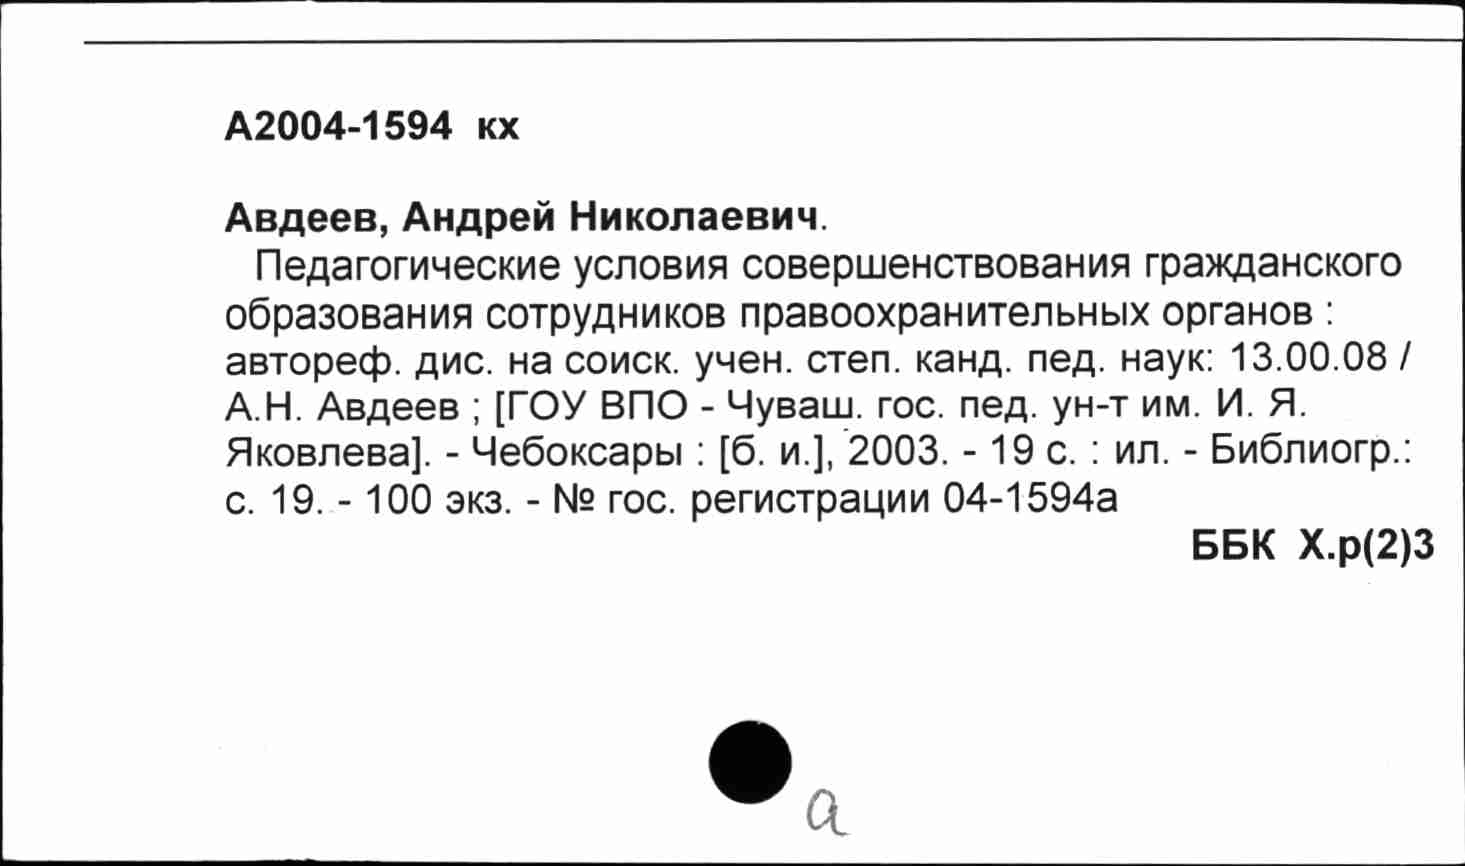 А2004-1594 кх
Авдеев, Андрей Николаевич.
Педагогические условия совершенствования гражданского
образования сотрудников правоохранительных органов :
автореф. дис. на соиск. учен. степ. канд. пед. наук: 13.00.08 /
А.Н. Авдеев ; [ГОУ ВПО - Чуваш. гос. пед. ун-т им. И. Я.
Яковлева]. - Чебоксары : [б. и.], 2003. - 19 с. : ил. - Библиогр.:
с. 19. - 100 экз. - № гос. регистрации 04-1594а
ББК Х.р(2)3
а